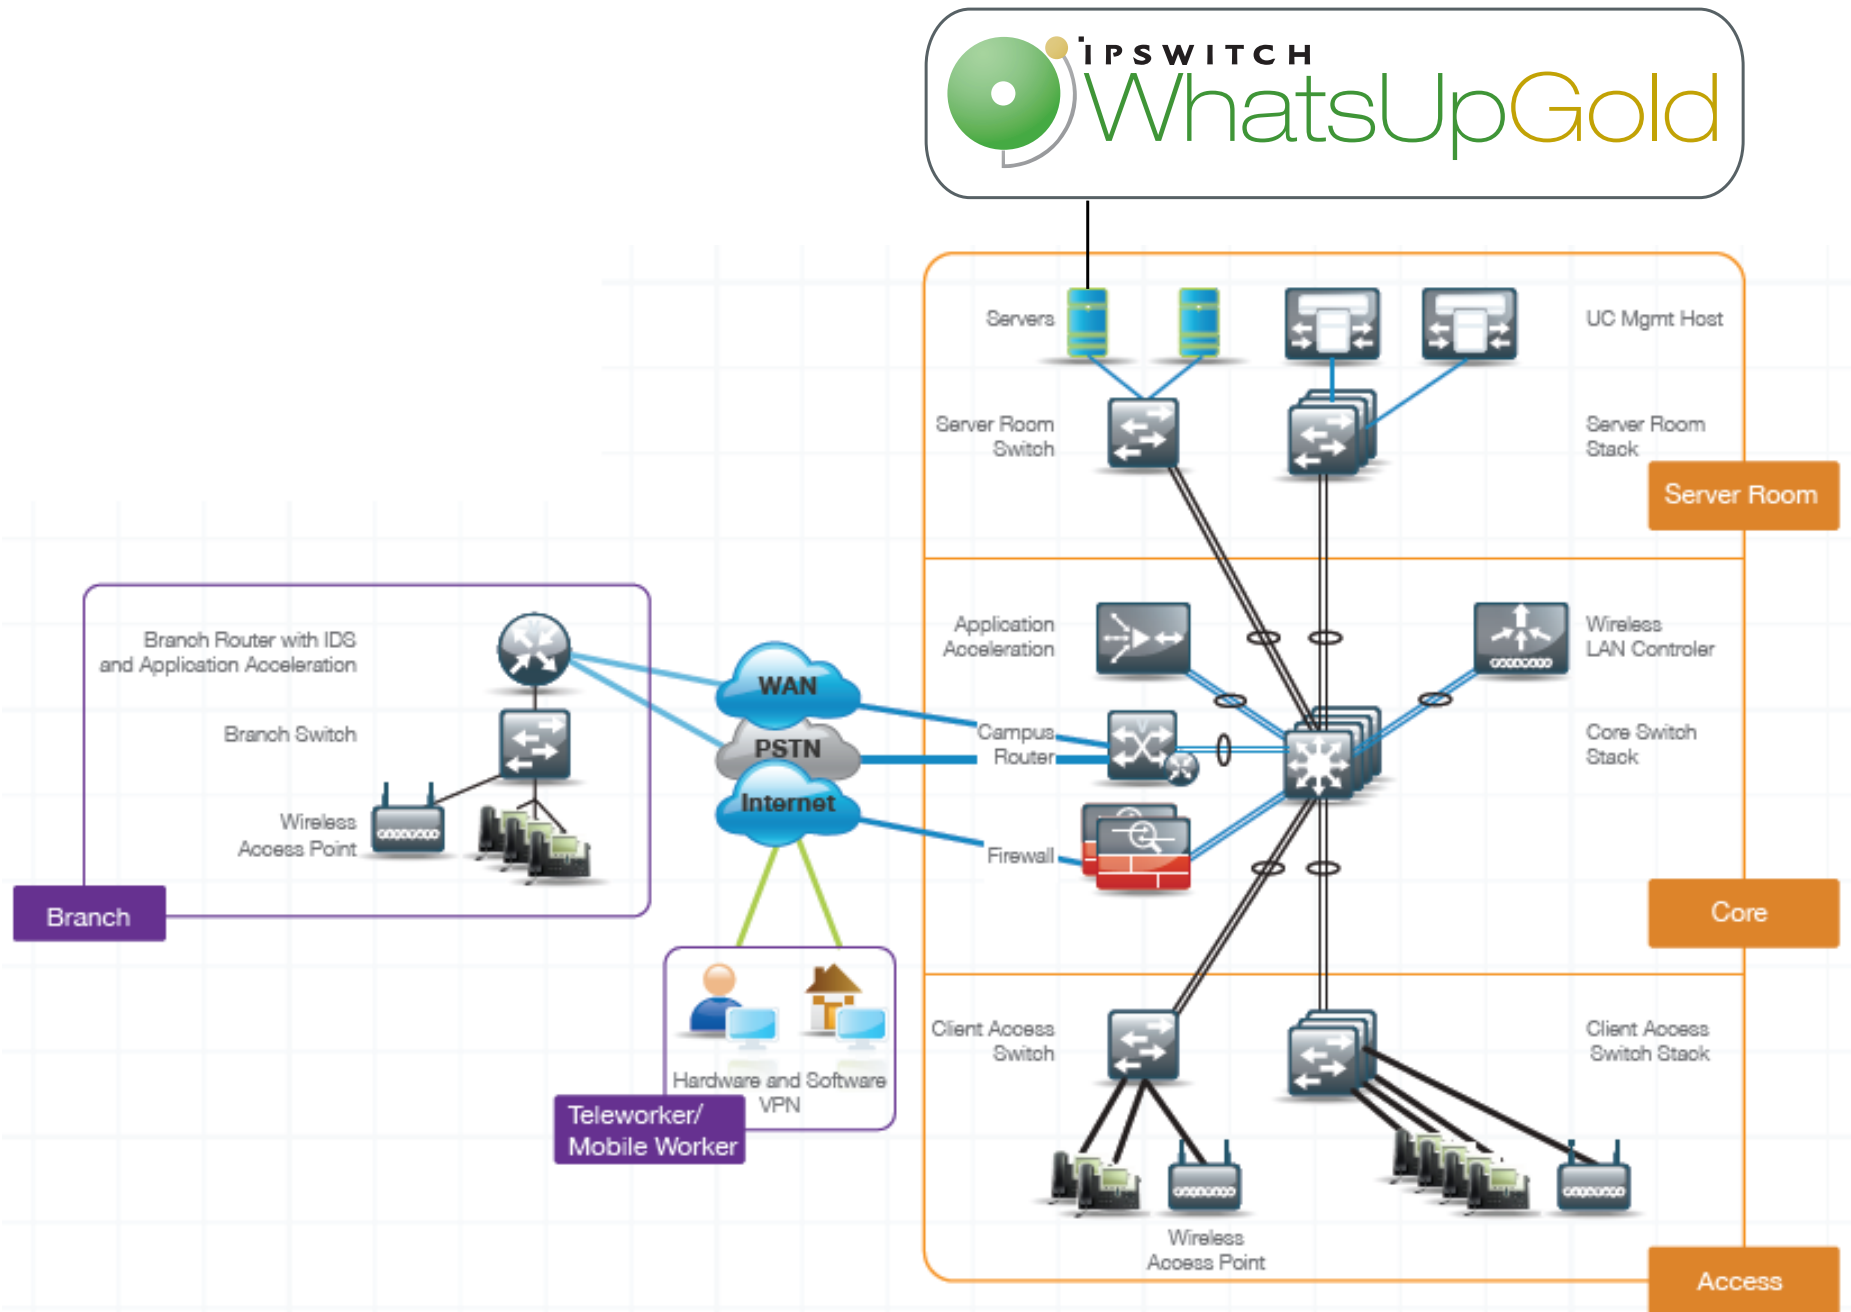 IPSWITCH
WhatsUpGold
Servers
UC Mgmt Host
Server Room
Switch
Server Room
Stack
Server Room
Application
Acceleration
Wireless
LAN Controler
Campus
Router
Core Switch
Stack
Firewall
Core
Branch Router with IDS
and Application Acceleration
Branch Switch
Wireless
Access Point
Branch
WAN
PSTN
Internet
Hardware and Software
VPN
Teleworker/
Mobile Worker
Client Access
Switch
Client Access
Switch Stack
Wireless
Access Point
Access